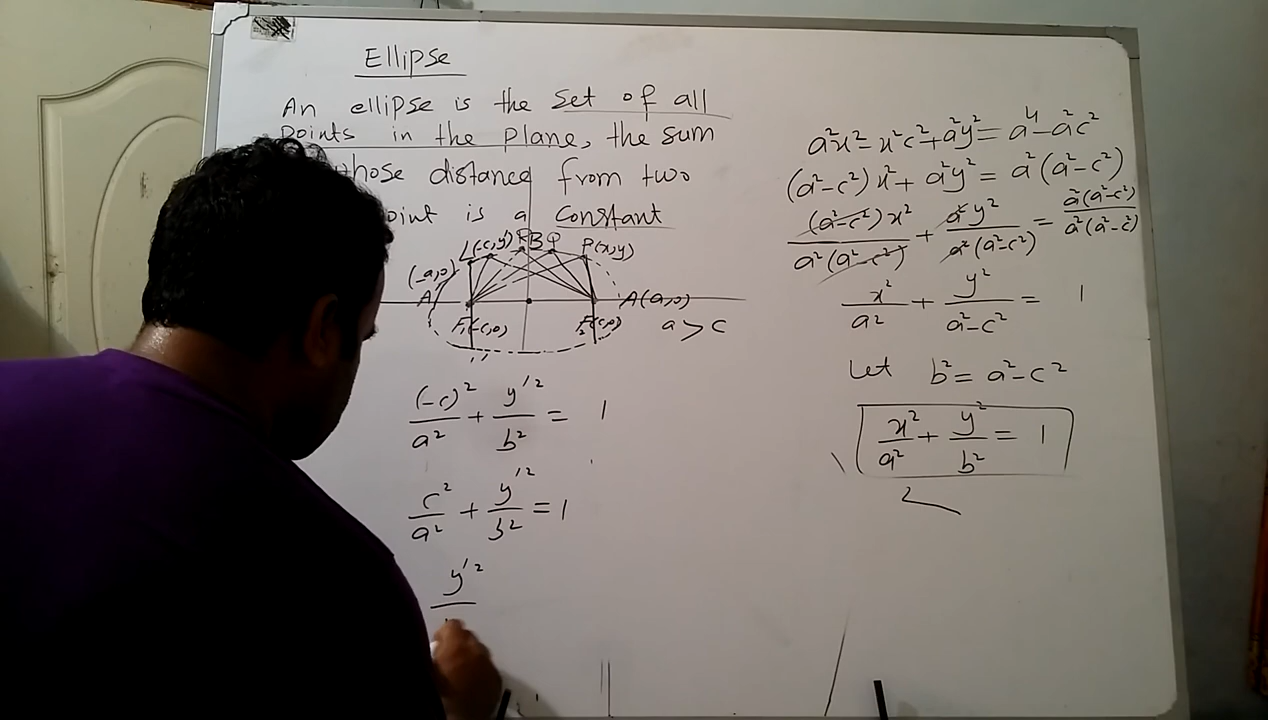 Ellipse
An ellipse is the set of all
points in the plane, the sum
whose distance from two
point is a constant
L(-c,y') R B Q P(x,y)
(-a,0)
A' A(a,0)
F₁(-c,0) F₂(c,0) a > c
(-c)²/a² + y'²/b² = 1
c²/a² + y'²/b² = 1
y'²
a²x² - x²c² + a²y² = a⁴ - a²c²
(a²-c²)x² + a²y² = a²(a²-c²)
(a²-c²)x²/a²(a²-c²) + a²y²/a²(a²-c²) = a²(a²-c²)/a²(a²-c²)
x²/a² + y²/a²-c² = 1
Let b² = a²-c²
x²/a² + y²/b² = 1